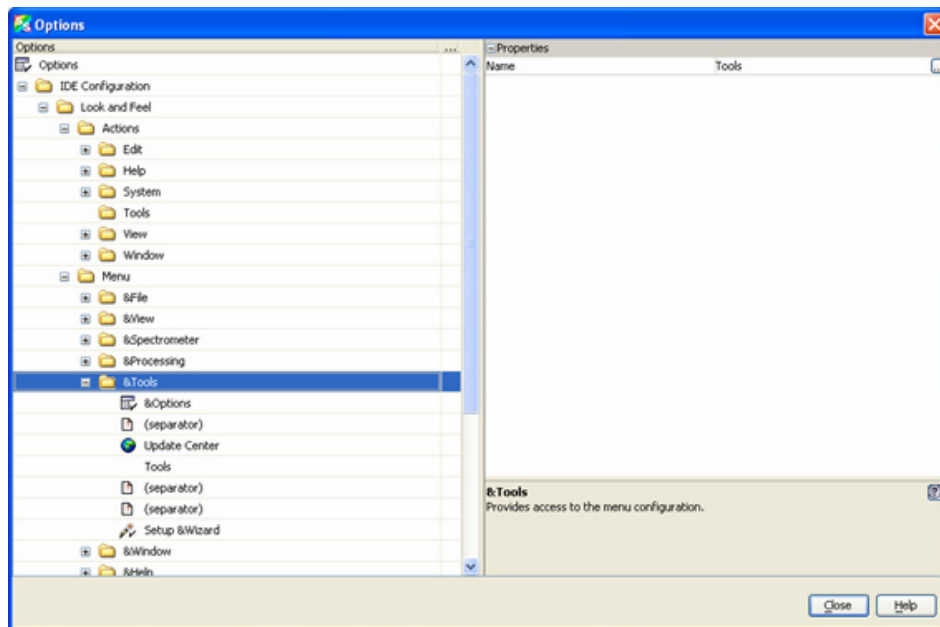 Options
Options ...
Properties
Options
Name Tools ...
IDE Configuration
Look and Feel
Actions
Edit
Help
System
Tools
View
Window
Menu
&File
&View
&Spectrometer
&Processing
&Tools
&Options
(separator)
Update Center
Tools
(separator)
(separator)
Setup &Wizard
&Window
&Help
&Tools
Provides access to the menu configuration.
Close Help